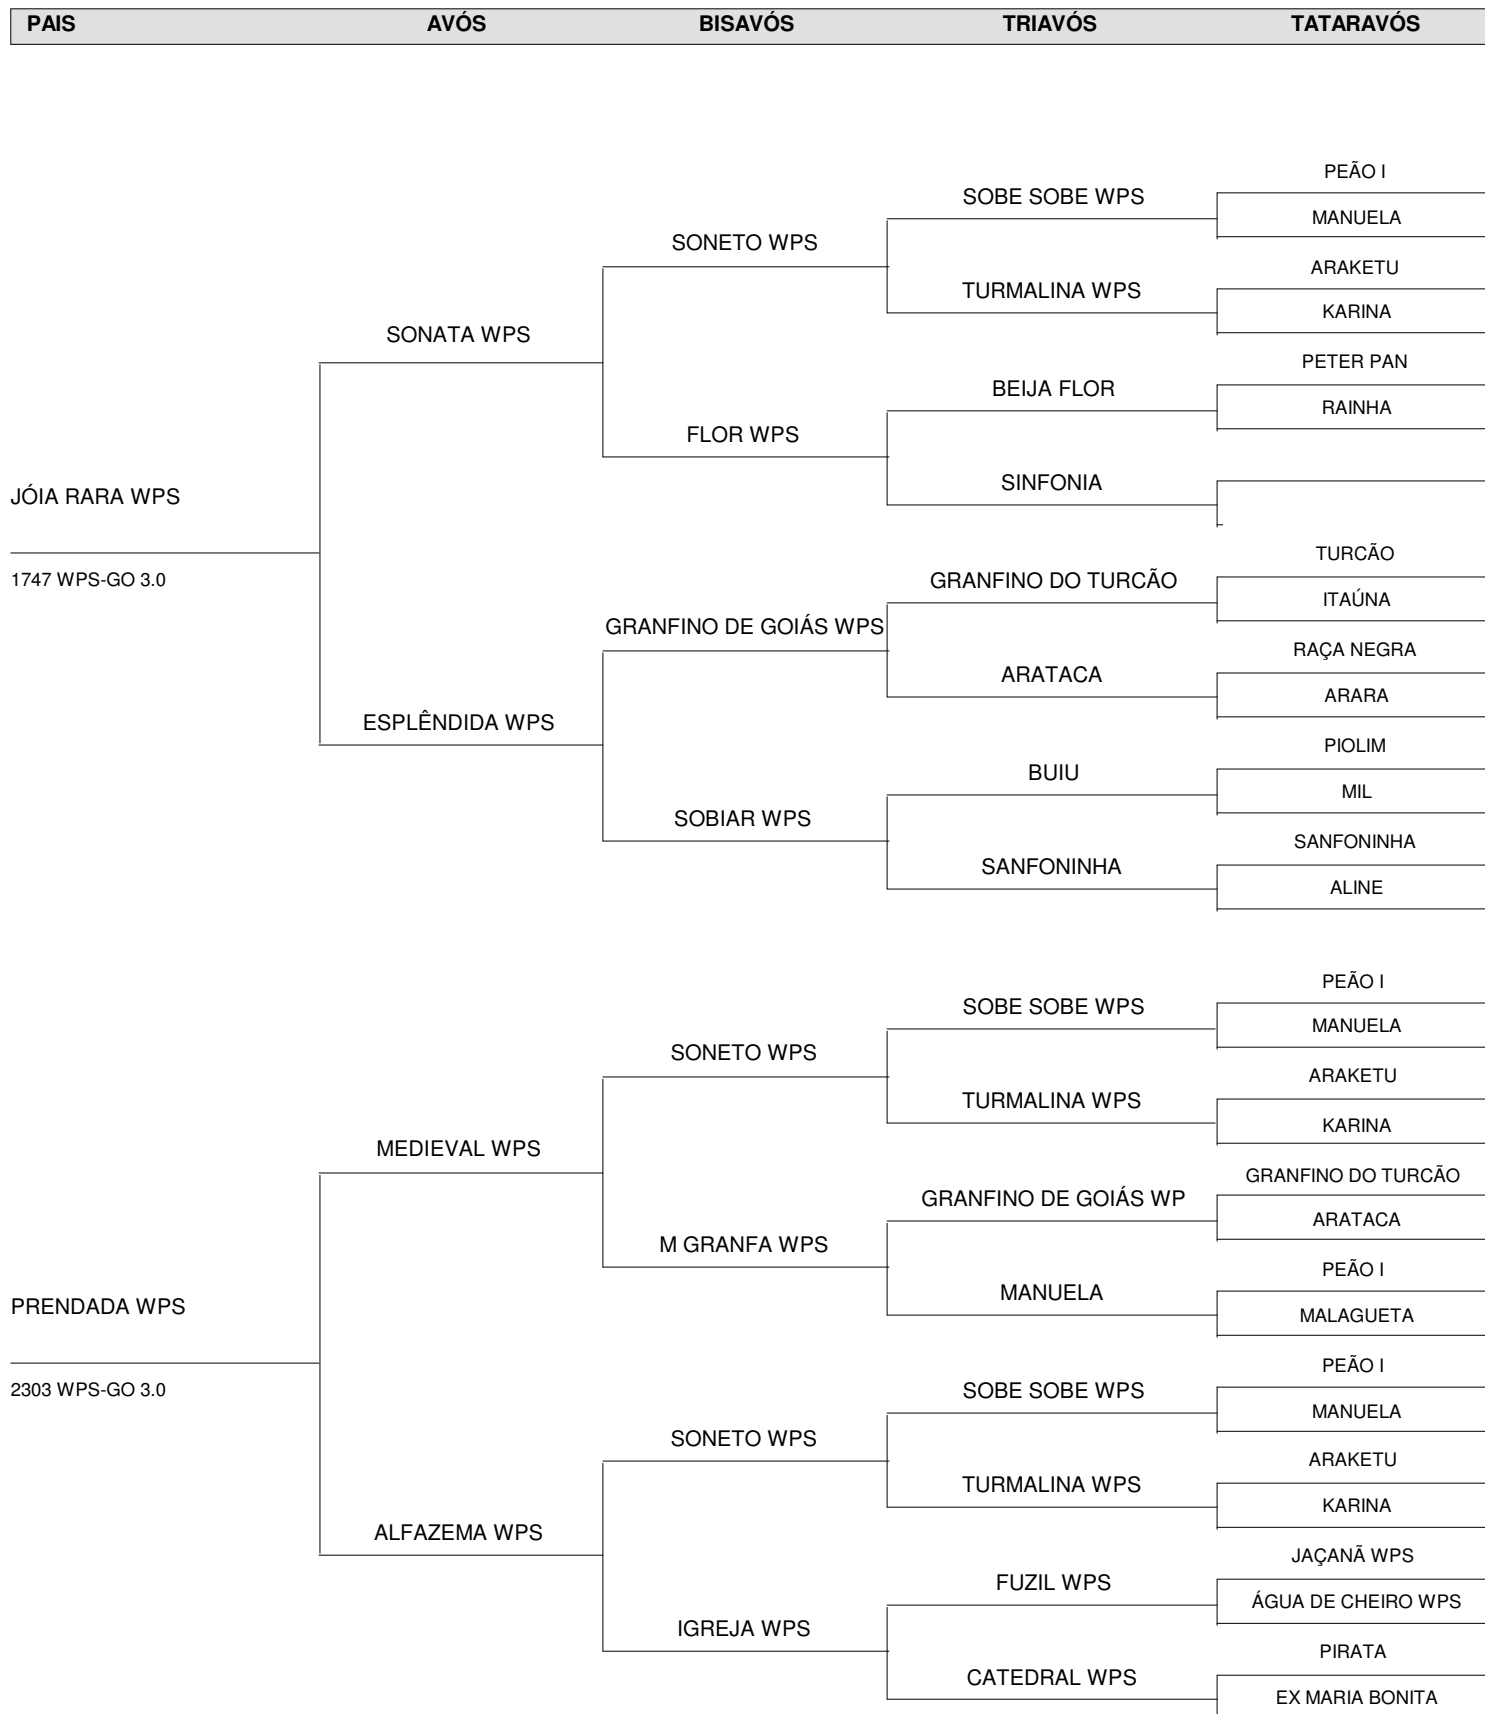 PAIS AVÓS BISAVÓS TRIAVÓS TATARAVÓS
PEÃO I
SOBE SOBE WPS
MANUELA
SONETO WPS
ARAKETU
TURMALINA WPS
KARINA
SONATA WPS
PETER PAN
BEIJA FLOR
RAINHA
FLOR WPS
SINFONIA
JÓIA RARA WPS
TURCÃO
1747 WPS-GO 3.0
GRANFINO DO TURCÃO
ITAÚNA
GRANFINO DE GOIÁS WPS
RAÇA NEGRA
ARATACA
ARARA
ESPLÊNDIDA WPS
PIOLIM
BUIU
MIL
SOBIAR WPS
SANFONINHA
SANFONINHA
ALINE
PEÃO I
SOBE SOBE WPS
MANUELA
SONETO WPS
ARAKETU
TURMALINA WPS
KARINA
MEDIEVAL WPS
GRANFINO DO TURCÃO
GRANFINO DE GOIÁS WP
ARATACA
M GRANFA WPS
PEÃO I
MANUELA
PRENDADA WPS
MALAGUETA
PEÃO I
2303 WPS-GO 3.0
SOBE SOBE WPS
MANUELA
SONETO WPS
ARAKETU
TURMALINA WPS
KARINA
ALFAZEMA WPS
JAÇANÃ WPS
FUZIL WPS
ÁGUA DE CHEIRO WPS
IGREJA WPS
PIRATA
CATEDRAL WPS
EX MARIA BONITA